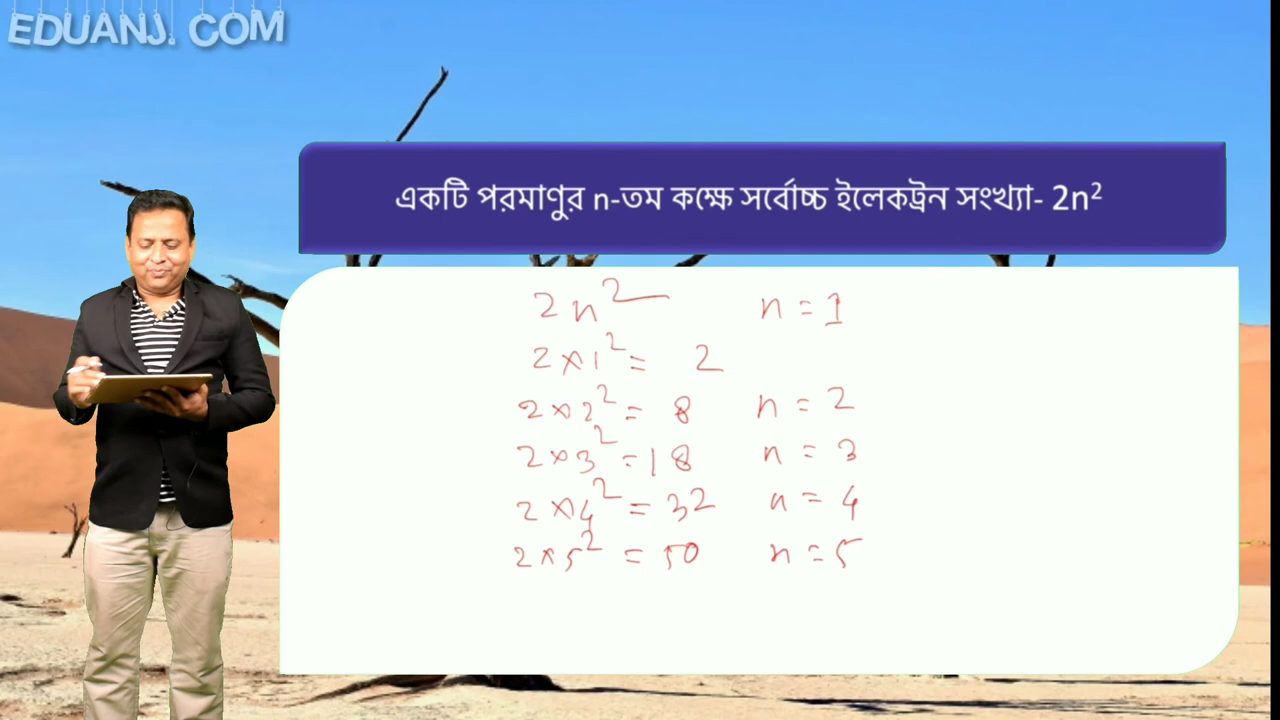 EDUANJ. COM
একটি পরমাণুর n-তম কক্ষে সর্বোচ্চ ইলেকট্রন সংখ্যা- 2n²
2n² n = 1
2×1² = 2
2×2² = 8 n = 2
2×3² = 18 n = 3
2×4² = 32 n = 4
2×5² = 50 n = 5